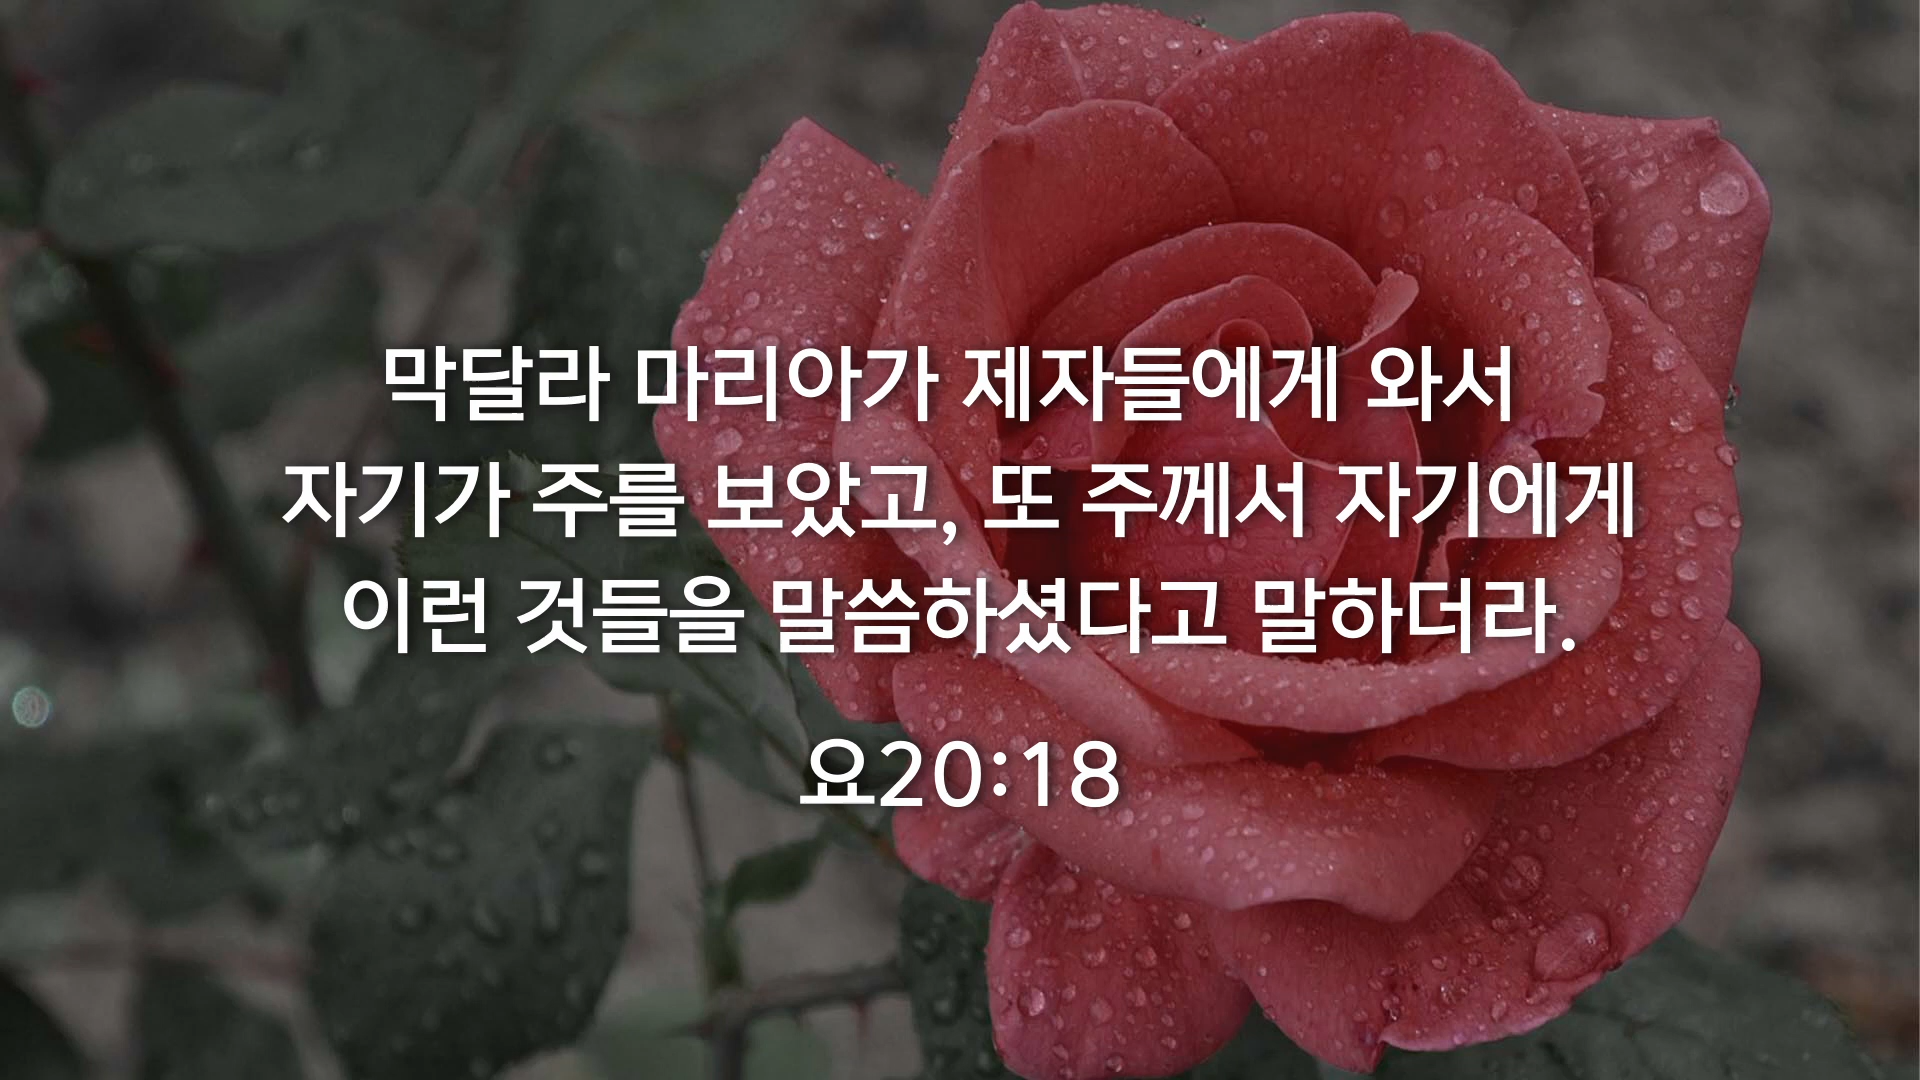 막달라 마리아가 제자들에게 와서
자기가 주를 보았고, 또 주께서 자기에게
이런 것들을 말씀하셨다고 말하더라.
요20:18